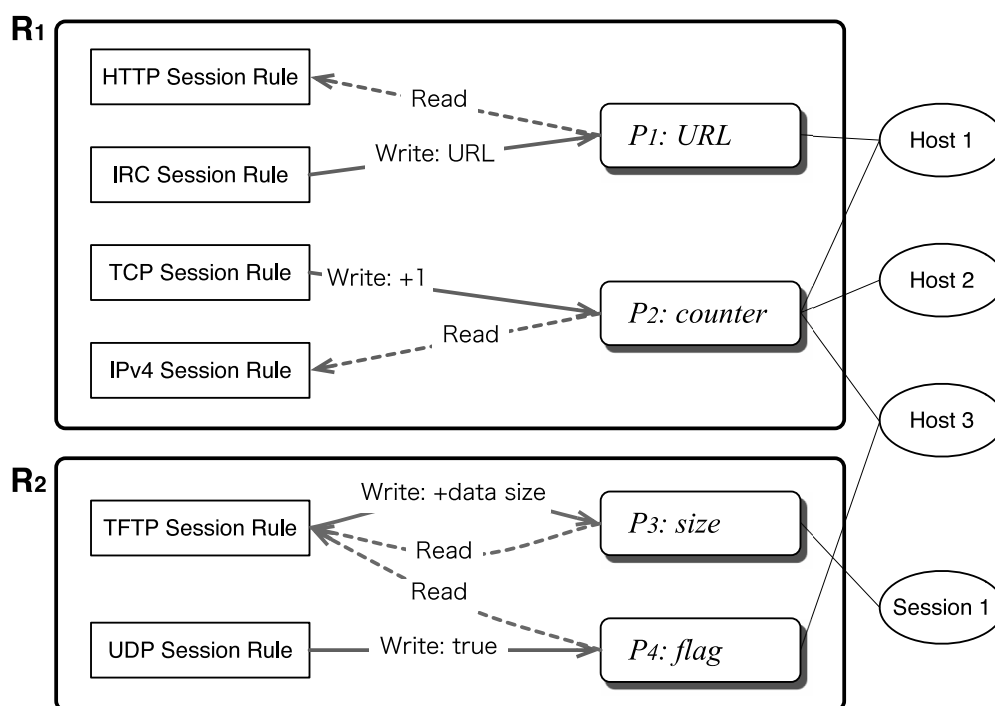 R1
HTTP Session Rule
Read
P1: URL
Host 1
Write: URL
IRC Session Rule
TCP Session Rule
Write: +1
Host 2
P2: counter
Read
IPv4 Session Rule
Host 3
R2
Write: +data size
TFTP Session Rule
P3: size
Read
Read
Session 1
UDP Session Rule
Write: true
P4: flag